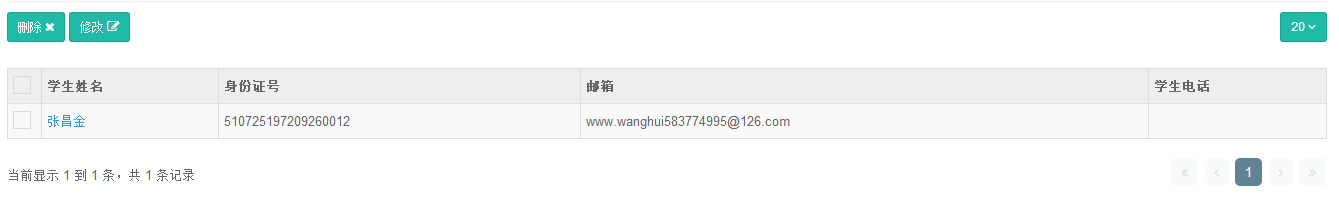 删除 修改 20
学生姓名 身份证号 邮箱 学生电话
张昌金 510725197209260012 www.wanghui583774995@126.com
当前显示 1 到 1 条，共 1 条记录 « ‹ 1 › »